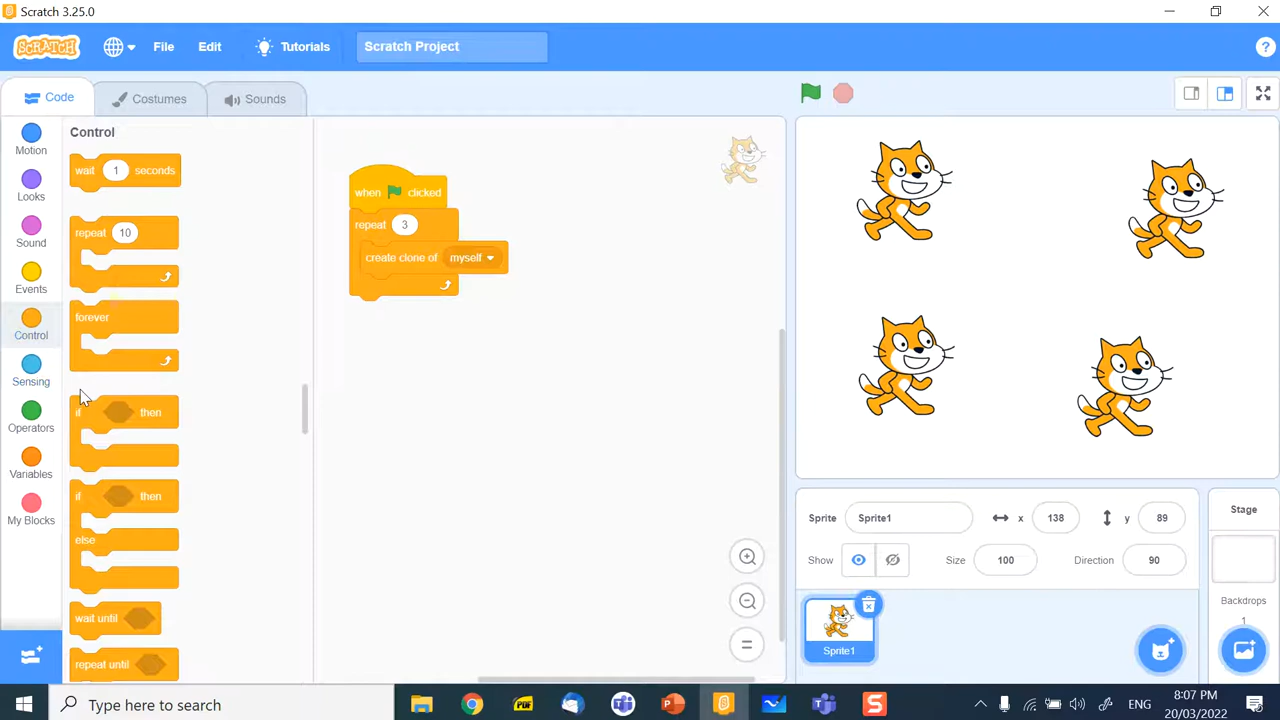 Scratch 3.25.0
SCRATCH
File
Edit
Tutorials
Scratch Project
?
Code
Costumes
Sounds
Motion
Looks
Sound
Events
Control
Sensing
Operators
Variables
My Blocks
Control
wait 1 seconds
repeat 10
forever
if then
if then
else
wait until
repeat until
when clicked
repeat 3
create clone of myself
Sprite Sprite1 x 138 y 89
Show Size 100 Direction 90
Sprite1
Stage
Backdrops
1
Type here to search
PDF
P
S
ENG
8:07 PM
20/03/2022